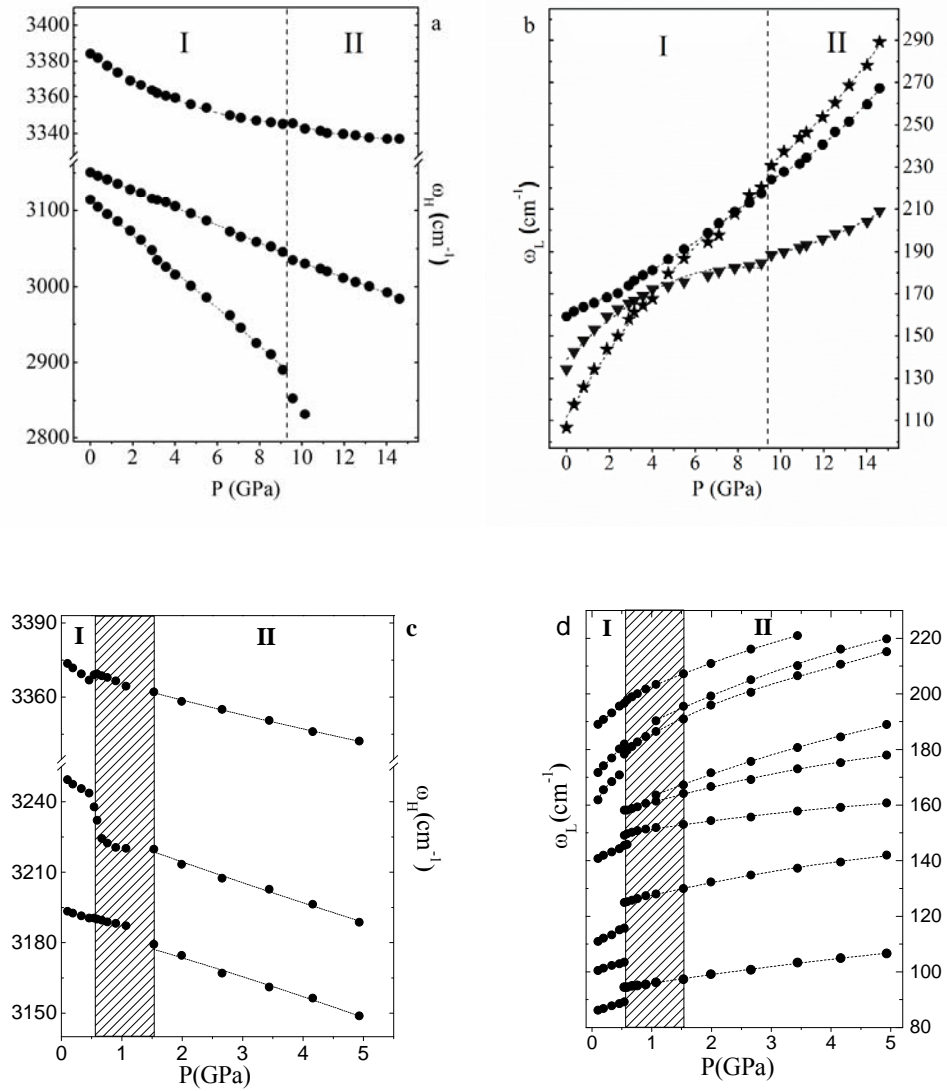 a
I
II
3400
3380
3360
3340
3100
3000
2900
2800
ω_H (cm⁻¹)
0 2 4 6 8 10 12 14
P (GPa)
b
I
II
290
270
250
230
210
190
170
150
130
110
ω_L (cm⁻¹)
0 2 4 6 8 10 12 14
P (GPa)
c
I
II
3390
3360
3240
3210
3180
3150
ω_H (cm⁻¹)
0 1 2 3 4 5
P(GPa)
d
I
II
220
200
180
160
140
120
100
80
ω_L(cm⁻¹)
0 1 2 3 4 5
P(GPa)